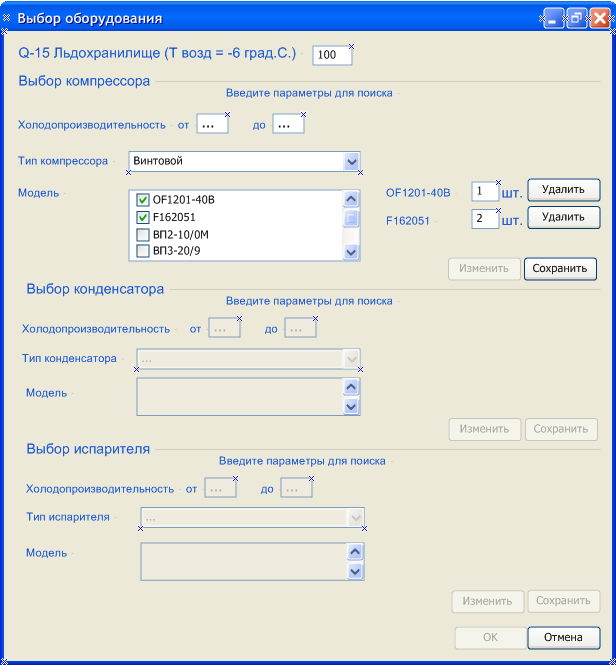 Выбор оборудования
Q-15 Льдохранилище (Т возд = -6 град.С.) 100
Выбор компрессора
Введите параметры для поиска
Холодопроизводительность от ... до ...
Тип компрессора Винтовой
Модель
OF1201-40B
F162051
ВП2-10/0М
ВП3-20/9
OF1201-40B 1 шт. Удалить
F162051 2 шт. Удалить
Изменить Сохранить
Выбор конденсатора
Введите параметры для поиска
Холодопроизводительность от ... до ...
Тип конденсатора ...
Модель
Изменить Сохранить
Выбор испарителя
Введите параметры для поиска
Холодопроизводительность от ... до ...
Тип испарителя ...
Модель
Изменить Сохранить
OK Отмена